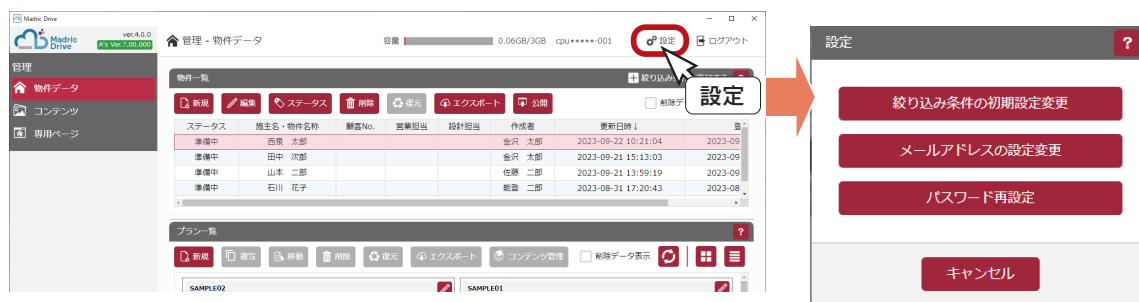 Madric Drive
Madric Drive
ver.4.0.0
A's Ver.7.00.000
管理 - 物件データ
容量
0.06GB/3GB
cpu*****-001
設定
ログアウト
管理
物件データ
コンテンツ
専用ページ
物件一覧
絞り込み
新規 編集 ステータス 削除 復元 エクスポート 公開
削除デ
設定
ステータス 施主名・物件名称 顧客No. 営業担当 設計担当 作成者 更新日時↓
準備中 西泉 太郎 金沢 太郎 2023-09-22 10:21:04 2023-09
準備中 田中 次郎 金沢 太郎 2023-09-21 15:13:03 2023-09
準備中 山本 二郎 佐藤 二郎 2023-09-21 13:59:19 2023-09
準備中 石川 花子 能登 二郎 2023-08-31 17:20:43 2023-08
プラン一覧 ?
新規 複写 移動 削除 復元 エクスポート コンテンツ管理 削除データ表示
SAMPLE02 SAMPLE01
設定 ?
絞り込み条件の初期設定変更
メールアドレスの設定変更
パスワード再設定
キャンセル